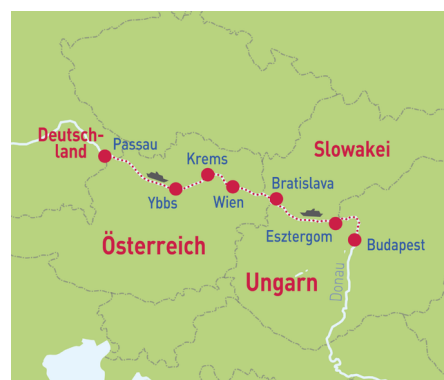 Deutsch-
land
Passau
Krems
Ybbs
Wien
Slowakei
Bratislava
Österreich
Esztergom
Budapest
Ungarn
Donau